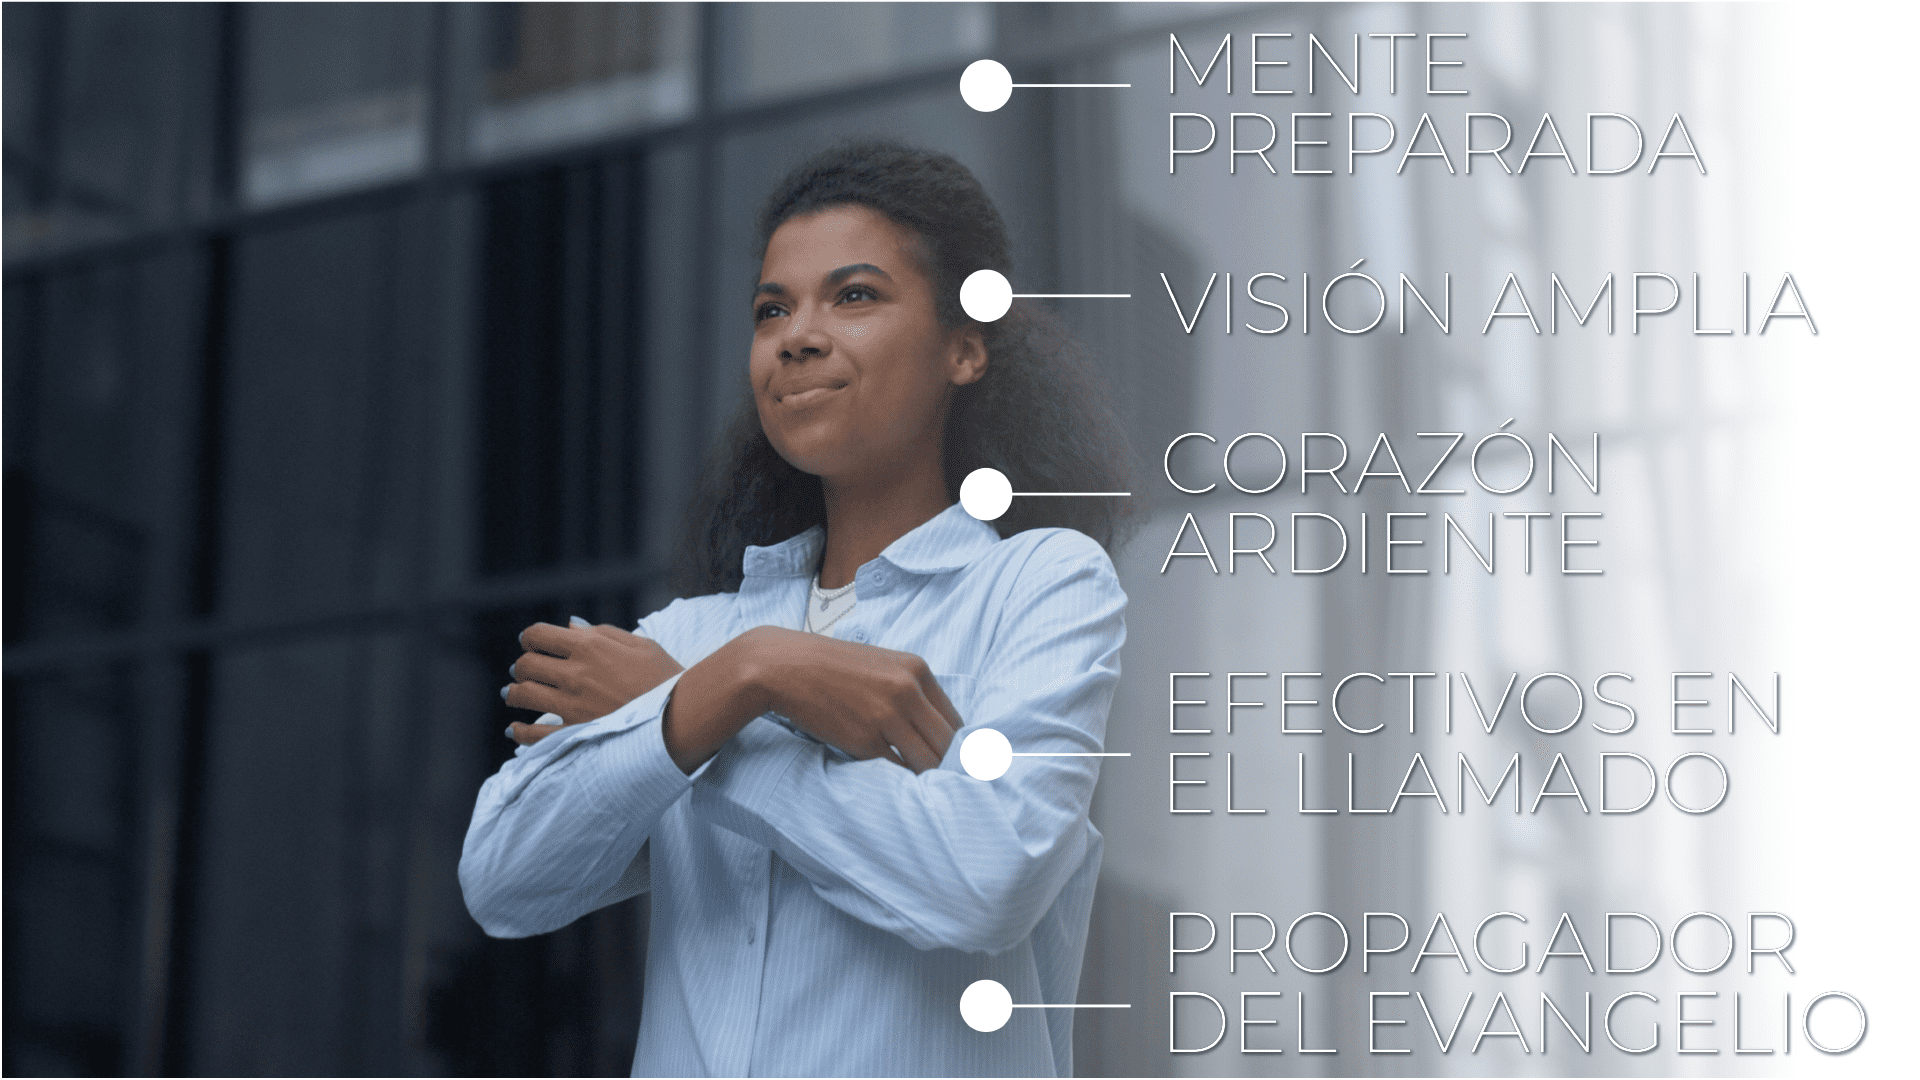 MENTE
PREPARADA
VISIÓN AMPLIA
CORAZÓN
ARDIENTE
EFECTIVOS EN
EL LLAMADO
PROPAGADOR
DEL EVANGELIO